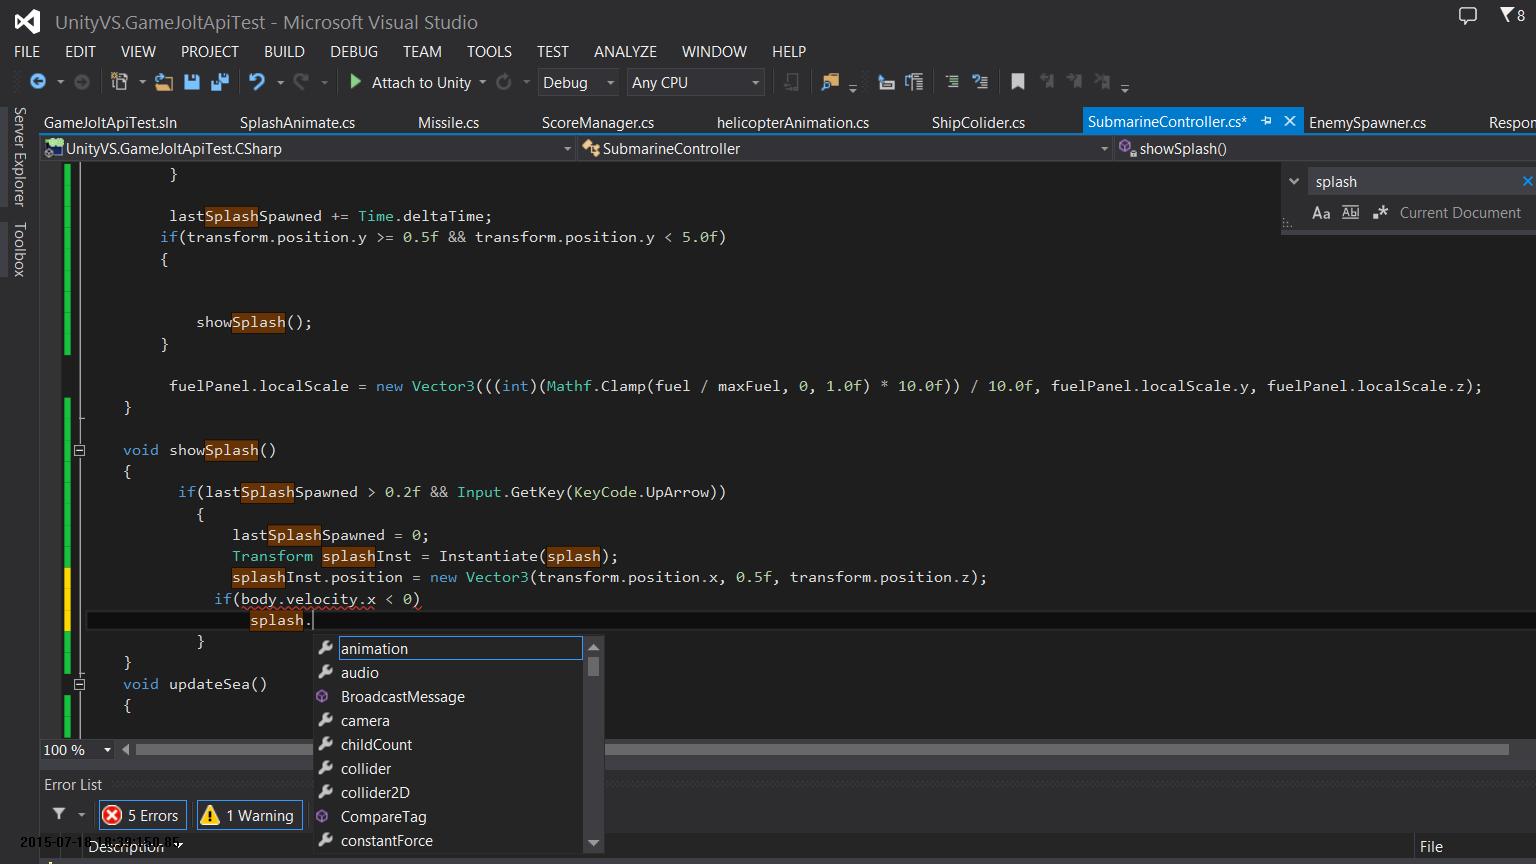 UnityVS.GameJoltApiTest - Microsoft Visual Studio
8
FILE EDIT VIEW PROJECT BUILD DEBUG TEAM TOOLS TEST ANALYZE WINDOW HELP
Attach to Unity Debug Any CPU
Server Explorer
Toolbox
GameJoltApiTest.sln SplashAnimate.cs Missile.cs ScoreManager.cs helicopterAnimation.cs ShipColider.cs SubmarineController.cs* EnemySpawner.cs Respon
UnityVS.GameJoltApiTest.CSharp SubmarineController showSplash()
splash
Aa Abl .* Current Document
}
lastSplashSpawned += Time.deltaTime;
if(transform.position.y >= 0.5f && transform.position.y < 5.0f)
{
showSplash();
}
fuelPanel.localScale = new Vector3(((int)(Mathf.Clamp(fuel / maxFuel, 0, 1.0f) * 10.0f)) / 10.0f, fuelPanel.localScale.y, fuelPanel.localScale.z);
}
void showSplash()
{
if(lastSplashSpawned > 0.2f && Input.GetKey(KeyCode.UpArrow))
{
lastSplashSpawned = 0;
Transform splashInst = Instantiate(splash);
splashInst.position = new Vector3(transform.position.x, 0.5f, transform.position.z);
if(body.velocity.x < 0)
splash.
}
}
void updateSea()
{
animation
audio
BroadcastMessage
camera
childCount
collider
collider2D
CompareTag
constantForce
100 %
Error List
5 Errors 1 Warning
Description File